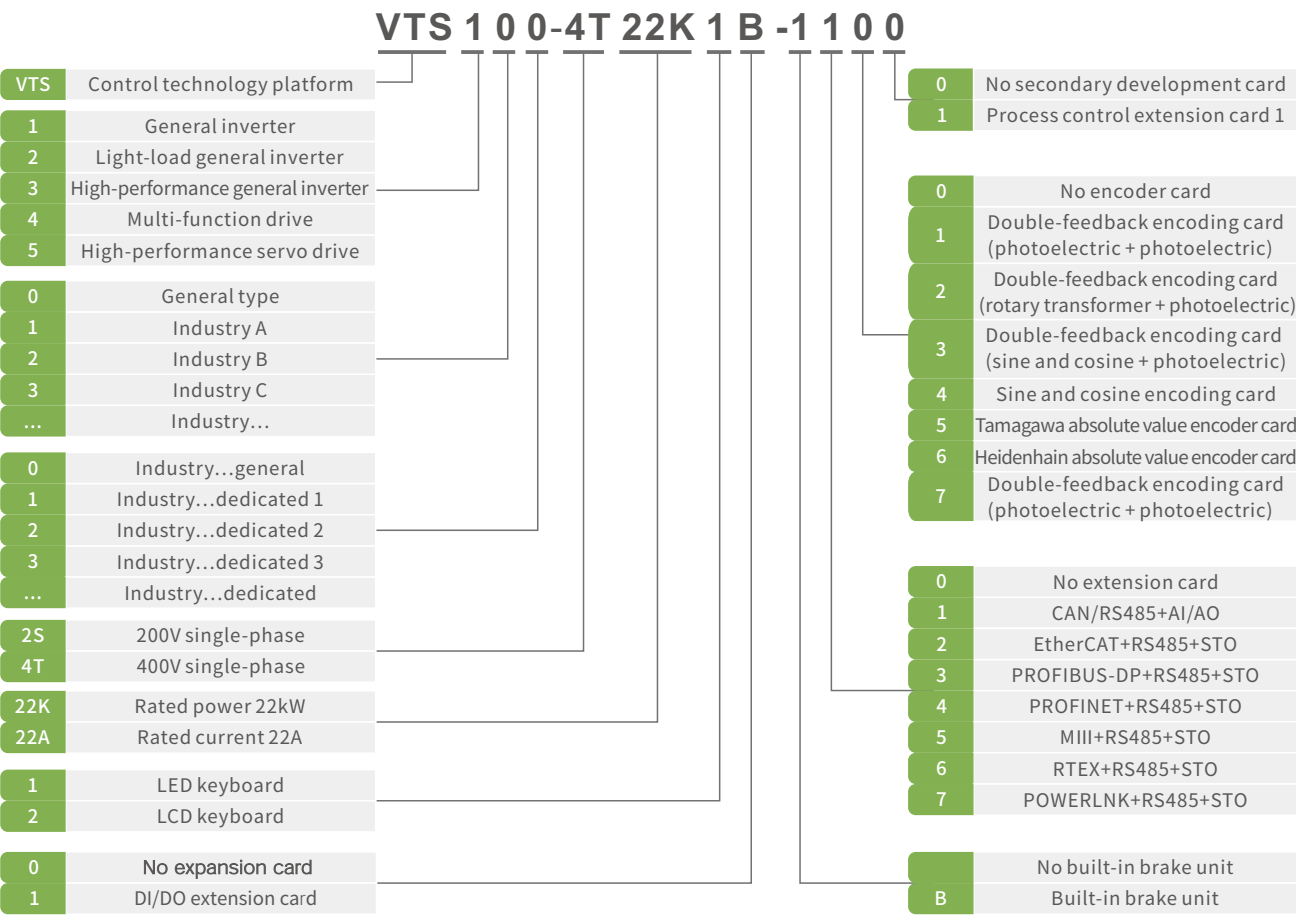 VTS 1 0 0-4T 22K 1 B -1 1 0 0
VTS Control technology platform
1 General inverter
2 Light-load general inverter
3 High-performance general inverter
4 Multi-function drive
5 High-performance servo drive
0 General type
1 Industry A
2 Industry B
3 Industry C
... Industry...
0 Industry...general
1 Industry...dedicated 1
2 Industry...dedicated 2
3 Industry...dedicated 3
... Industry...dedicated
2S 200V single-phase
4T 400V single-phase
22K Rated power 22kW
22A Rated current 22A
1 LED keyboard
2 LCD keyboard
0 No expansion card
1 DI/DO extension card
0 No secondary development card
1 Process control extension card 1
0 No encoder card
1 Double-feedback encoding card
(photoelectric + photoelectric)
2 Double-feedback encoding card
(rotary transformer + photoelectric)
3 Double-feedback encoding card
(sine and cosine + photoelectric)
4 Sine and cosine encoding card
5 Tamagawa absolute value encoder card
6 Heidenhain absolute value encoder card
7 Double-feedback encoding card
(photoelectric + photoelectric)
0 No extension card
1 CAN/RS485+AI/AO
2 EtherCAT+RS485+STO
3 PROFIBUS-DP+RS485+STO
4 PROFINET+RS485+STO
5 MIII+RS485+STO
6 RTEX+RS485+STO
7 POWERLNK+RS485+STO
No built-in brake unit
B Built-in brake unit